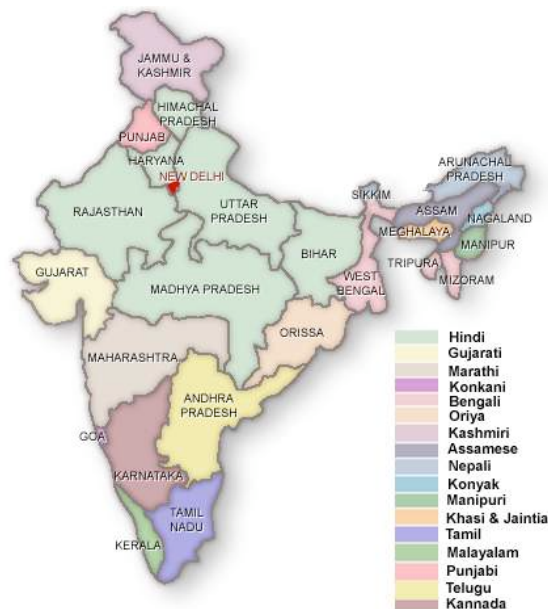 JAMMU &
KASHMIR
HIMACHAL
PRADESH
PUNJAB
HARYANA
NEW DELHI
RAJASTHAN
UTTAR
PRADESH
SIKKIM
ARUNACHAL
PRADESH
ASSAM
NAGALAND
MEGHALAYA
MANIPUR
BIHAR
TRIPURA
MIZORAM
GUJARAT
MADHYA PRADESH
WEST
BENGAL
ORISSA
MAHARASHTRA
ANDHRA
PRADESH
GOA
KARNATAKA
TAMIL
NADU
KERALA
Hindi
Gujarati
Marathi
Konkani
Bengali
Oriya
Kashmiri
Assamese
Nepali
Konyak
Manipuri
Khasi & Jaintia
Tamil
Malayalam
Punjabi
Telugu
Kannada